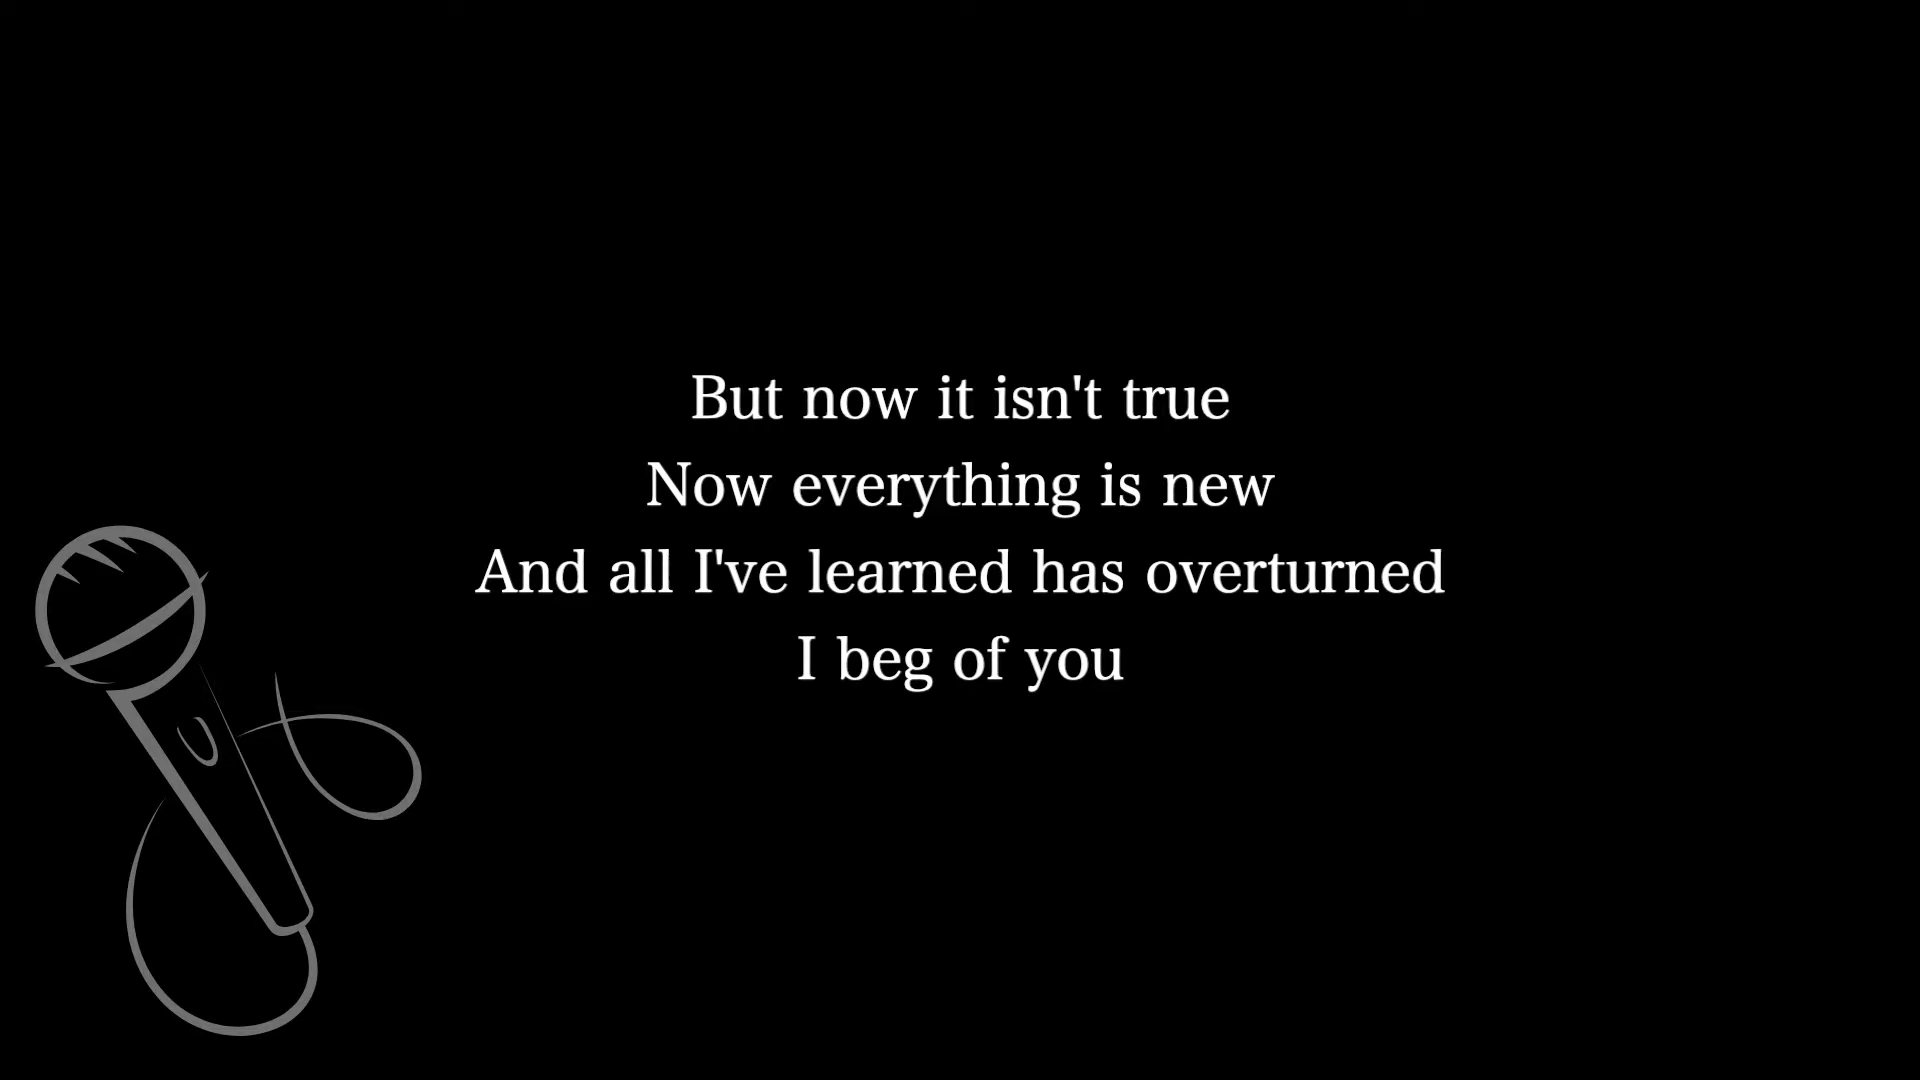 But now it isn't true
Now everything is new
And all I've learned has overturned
I beg of you